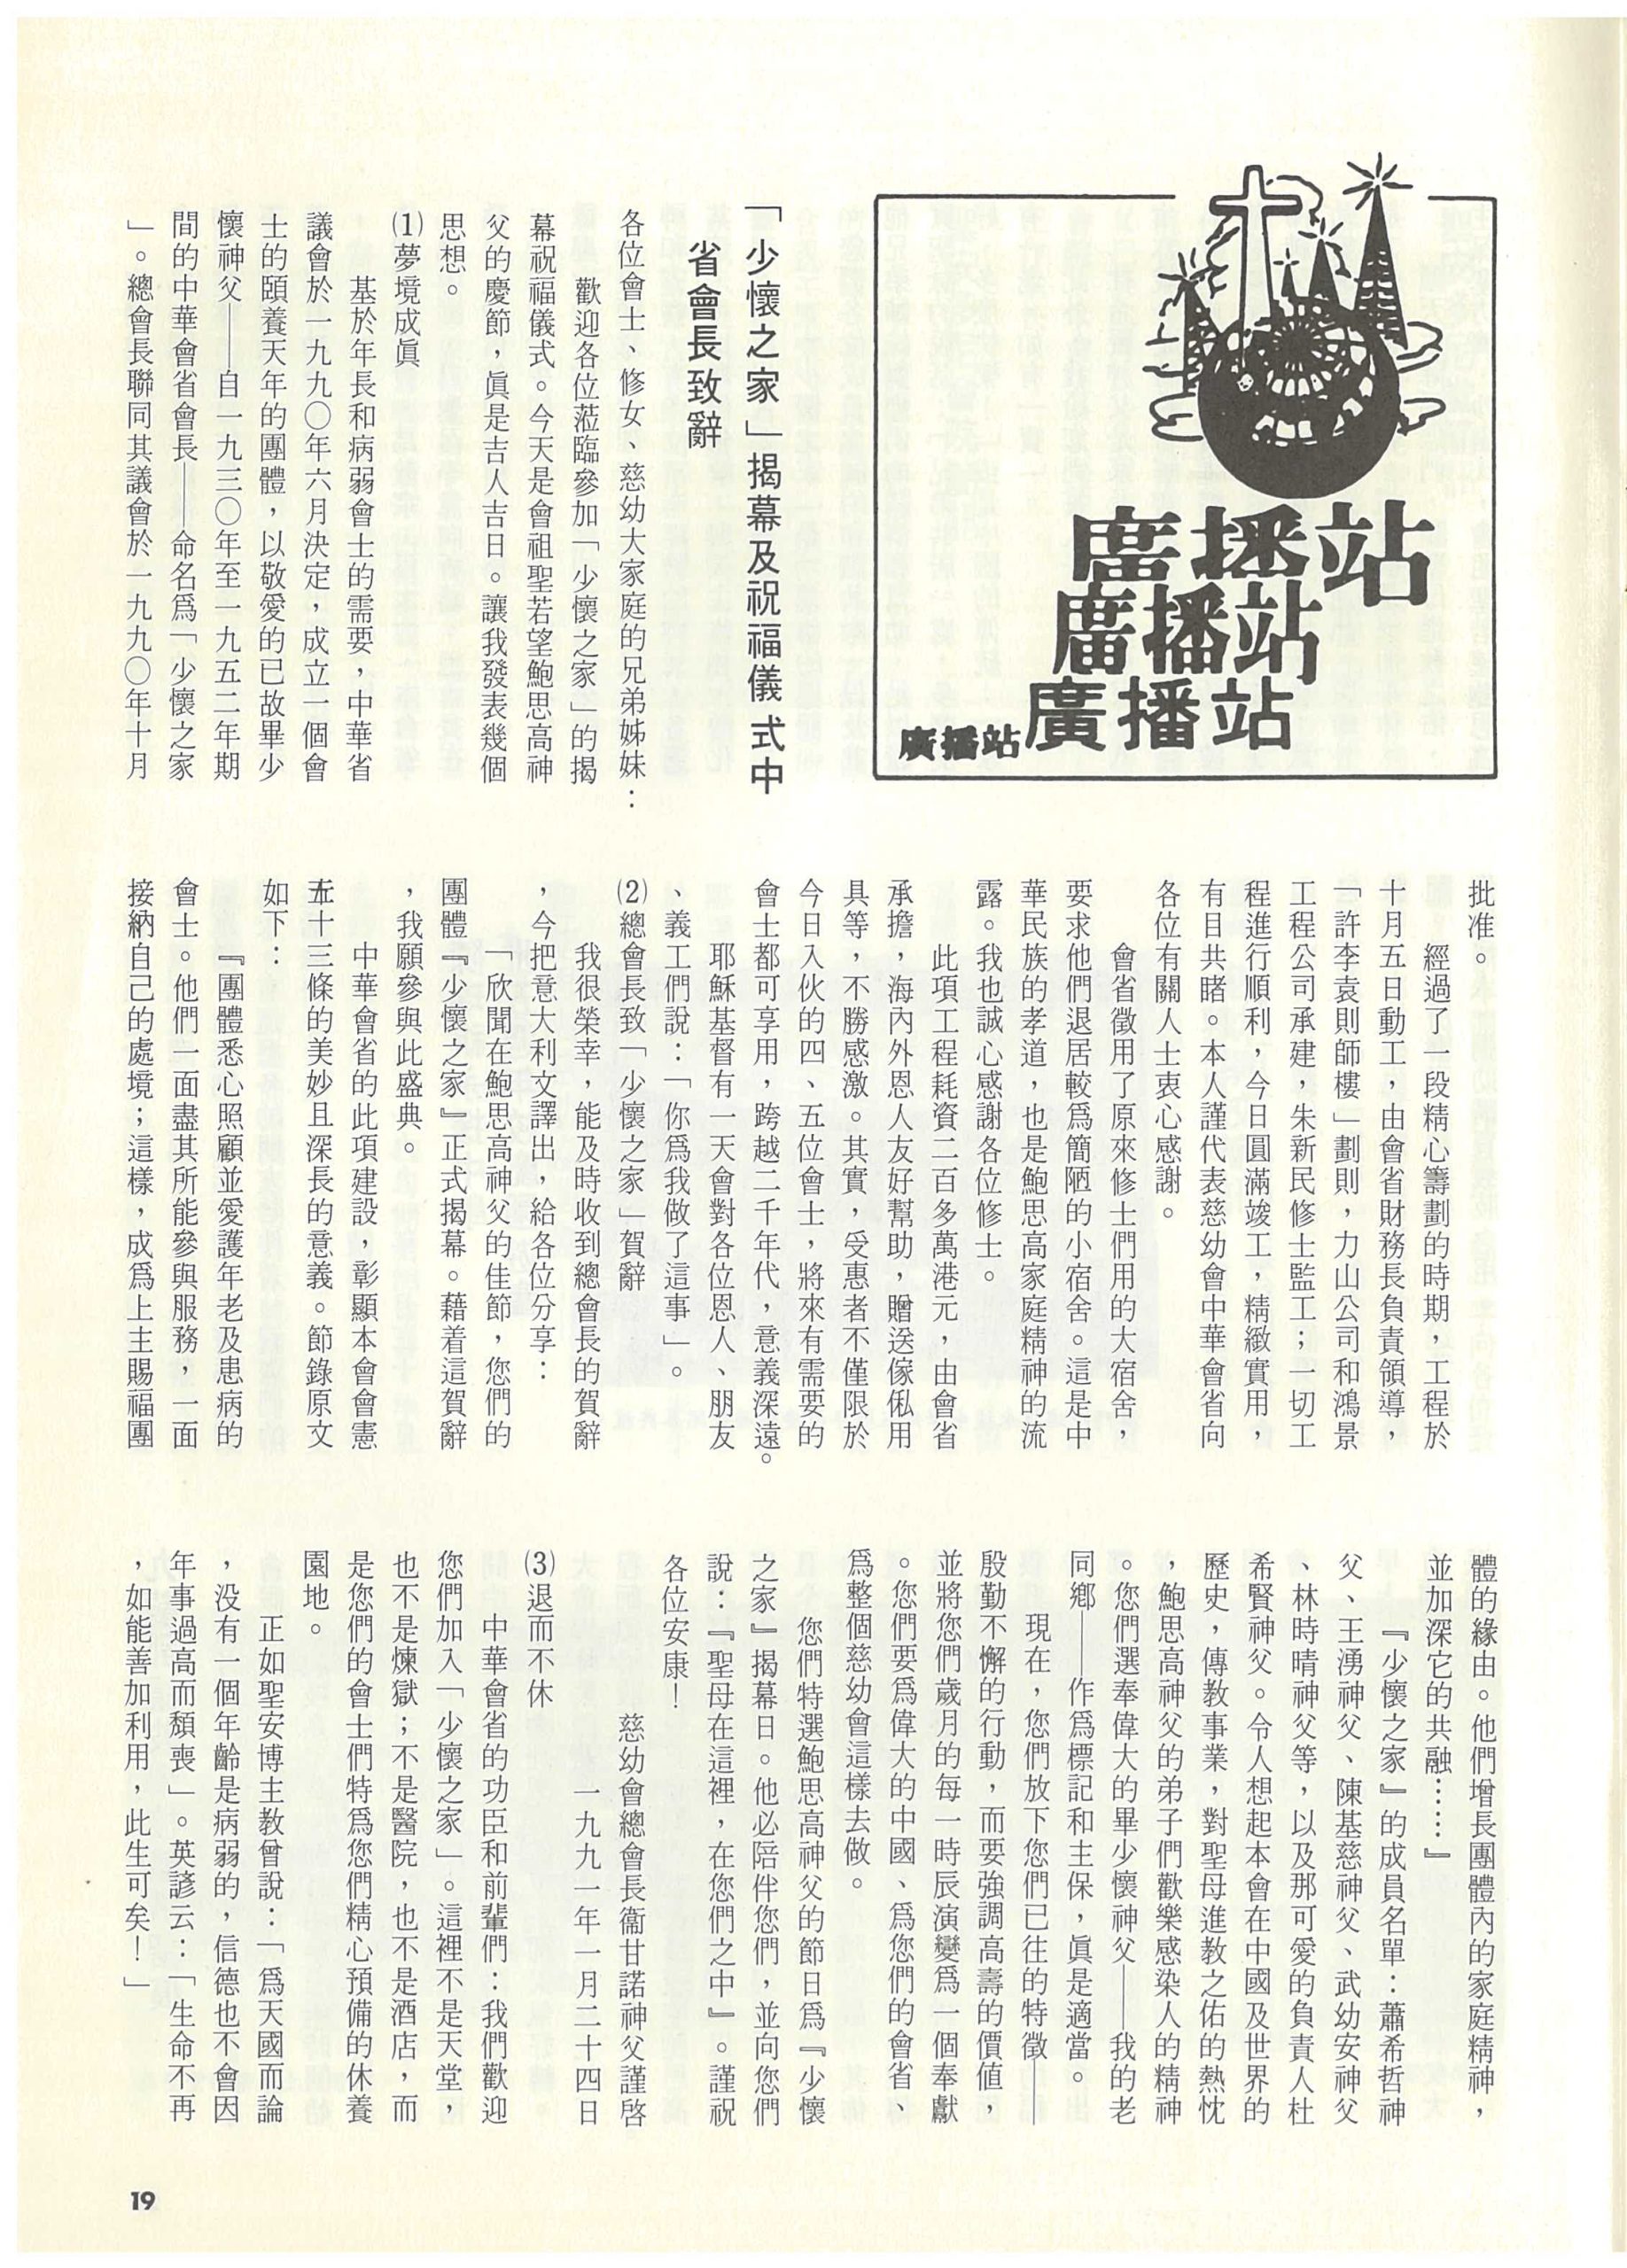 廣播站
廣播站
廣播站
廣播站
「少懷之家」揭幕及祝福儀式中
省會長致辭
各位會士、修女、慈幼大家庭的兄弟姊妹：
歡迎各位蒞臨參加「少懷之家」的揭
幕祝福儀式。今天是會祖聖若望鮑思高神
父的慶節，眞是吉人吉日。讓我發表幾個
思想。
⑴夢境成眞
基於年長和病弱會士的需要，中華省
議會於一九九〇年六月決定，成立一個會
士的頤養天年的團體，以敬愛的已故畢少
懷神父——自一九三〇年至一九五二年期
間的中華會省會長——命名爲「少懷之家
」。總會長聯同其議會於一九九〇年十月
批准。
經過了一段精心籌劃的時期，工程於
十月五日動工，由會省財務長負責領導，
「許李袁則師樓」劃則，力山公司和鴻景
工程公司承建，朱新民修士監工；一切工
程進行順利，今日圓滿竣工，精緻實用，
有目共睹。本人謹代表慈幼會中華會省向
各位有關人士衷心感謝。
會省徵用了原來修士們用的大宿舍，
要求他們退居較爲簡陋的小宿舍。這是中
華民族的孝道，也是鮑思高家庭精神的流
露。我也誠心感謝各位修士。
此項工程耗資二百多萬港元，由會省
承擔，海內外恩人友好幫助，贈送傢俬用
具等，不勝感激。其實，受惠者不僅限於
今日入伙的四、五位會士，將來有需要的
會士都可享用，跨越二千年代，意義深遠。
耶穌基督有一天會對各位恩人、朋友
、義工們說：「你爲我做了這事」。
⑵總會長致「少懷之家」賀辭
我很榮幸，能及時收到總會長的賀辭
，今把意大利文譯出，給各位分享：
「欣聞在鮑思高神父的佳節，您們的
團體『少懷之家』正式揭幕。藉着這賀辭
，我願參與此盛典。
中華會省的此項建設，彰顯本會會憲
五十三條的美妙且深長的意義。節錄原文
如下：
『團體悉心照顧並愛護年老及患病的
會士。他們一面盡其所能參與服務，一面
接納自己的處境；這樣，成爲上主賜福團
體的緣由。他們增長團體內的家庭精神，
並加深它的共融……』
『少懷之家』的成員名單：蕭希哲神
父、王湧神父、陳基慈神父、武幼安神父
、林時晴神父等，以及那可愛的負責人杜
希賢神父。令人想起本會在中國及世界的
歷史，傳教事業，對聖母進教之佑的熱忱
，鮑思高神父的弟子們歡樂感染人的精神
。您們選奉偉大的畢少懷神父——我的老
同鄉——作爲標記和主保，眞是適當。
現在，您們放下您們已往的特徵——
殷勤不懈的行動，而要強調高壽的價值，
並將您們歲月的每一時辰演變爲一個奉獻
。您們要爲偉大的中國、爲您們的會省、
爲整個慈幼會這樣去做。
您們特選鮑思高神父的節日爲『少懷
之家』揭幕日。他必陪伴您們，並向您們
說：『聖母在這裡，在您們之中』。謹祝
各位安康！
慈幼會總會長衞甘諾神父謹啓
一九九一年一月二十四日
⑶退而不休
中華會省的功臣和前輩們：我們歡迎
您們加入「少懷之家」。這裡不是天堂，
也不是煉獄；不是醫院，也不是酒店，而
是您們的會士們特爲您們精心預備的休養
園地。
正如聖安博主教曾說：「爲天國而論
，没有一個年齡是病弱的，信德也不會因
年事過高而頽喪」。英諺云：「生命不再
，如能善加利用，此生可矣！」
19